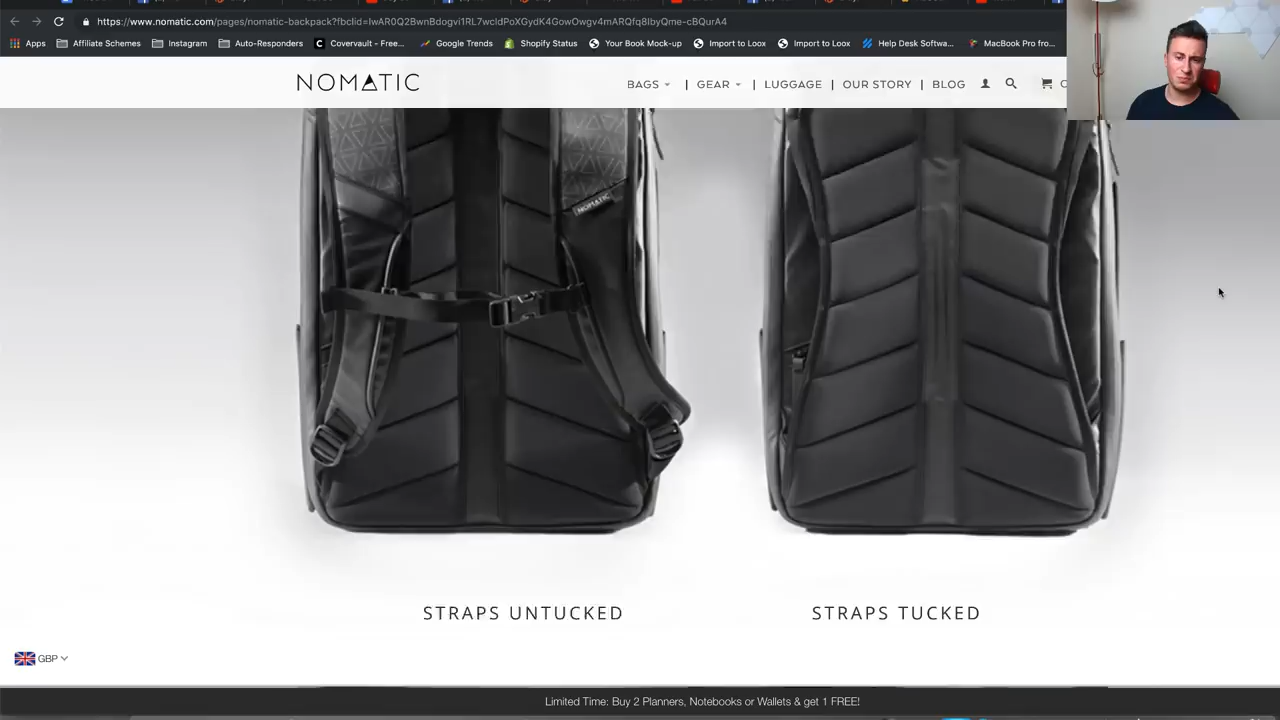 https://www.nomatic.com/pages/nomatic-backpack?fbclid=IwAR0Q2BwnBdogvi1RL7wcIdPoXGydK4GowOwgv4mARQfq8IbyQme-cBQurA4
Apps Affiliate Schemes Instagram Auto-Responders Covervault - Free... Google Trends Shopify Status Your Book Mock-up Import to Loox Import to Loox Help Desk Softwa... MacBook Pro fro...
NOMATIC BAGS | GEAR | LUGGAGE | OUR STORY | BLOG
NOMATIC
STRAPS UNTUCKED STRAPS TUCKED
GBP
Limited Time: Buy 2 Planners, Notebooks or Wallets & get 1 FREE!